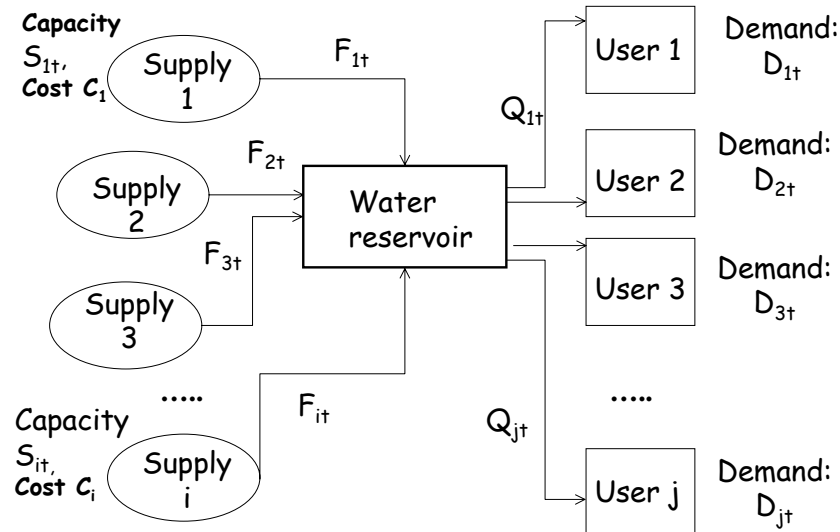 Capacity
S1t,
Cost C1
Supply
1
F1t
User 1
Demand:
D1t
Q1t
Supply
2
F2t
Water
reservoir
User 2
Demand:
D2t
Supply
3
F3t
User 3
Demand:
D3t
.....
Fit
.....
Capacity
Sit,
Cost Ci
Supply
i
Qjt
User j
Demand:
Djt